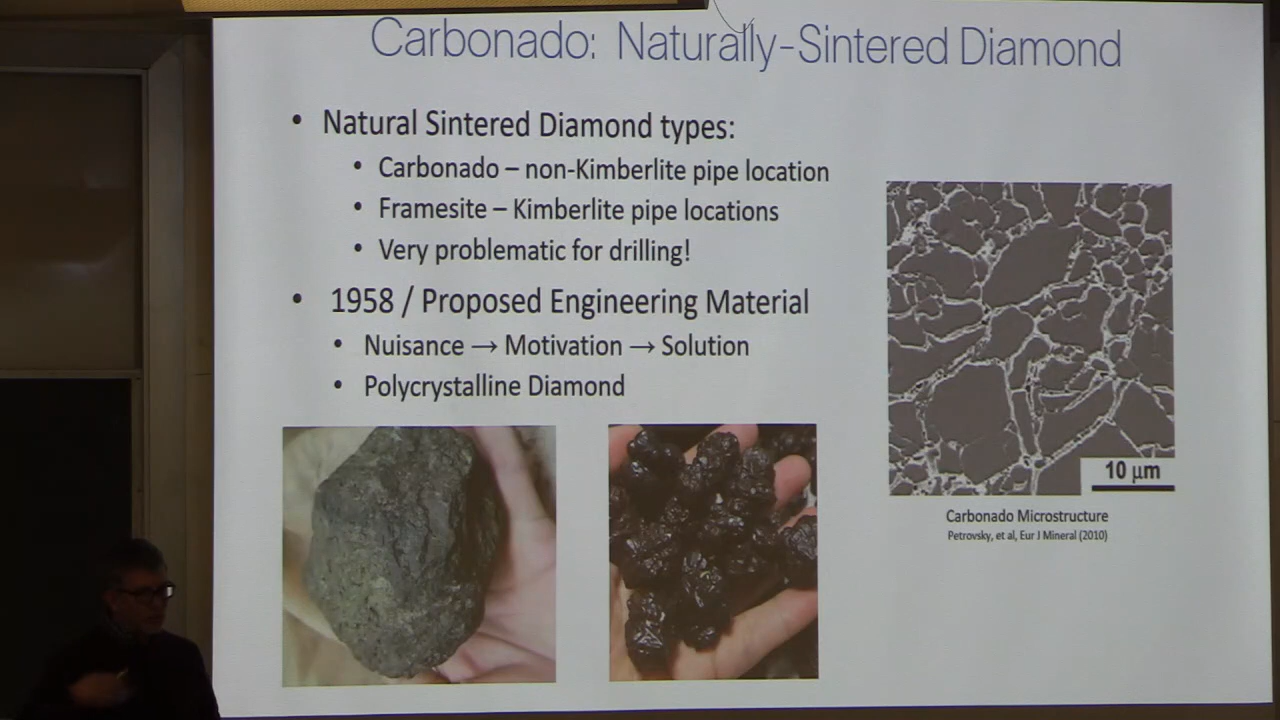 Carbonado: Naturally-Sintered Diamond
• Natural Sintered Diamond types:
• Carbonado – non-Kimberlite pipe location
• Framesite – Kimberlite pipe locations
• Very problematic for drilling!
• 1958 / Proposed Engineering Material
• Nuisance → Motivation → Solution
• Polycrystalline Diamond
10 µm
Carbonado Microstructure
Petrovsky, et al, Eur J Mineral (2010)